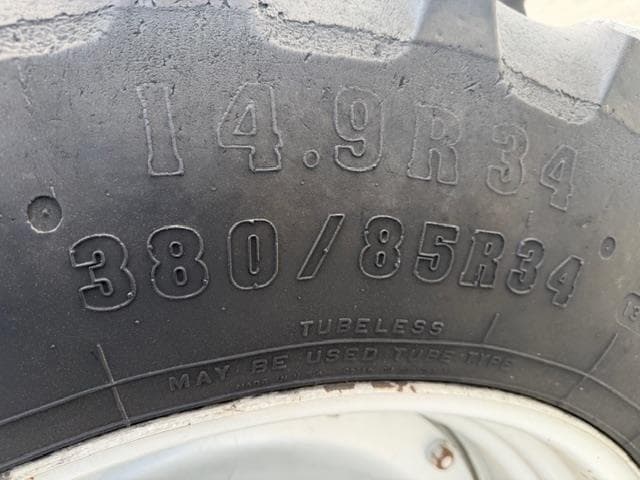 14.9R34
380/85R34
TUBELESS
MAY BE USED TUBE TYPE